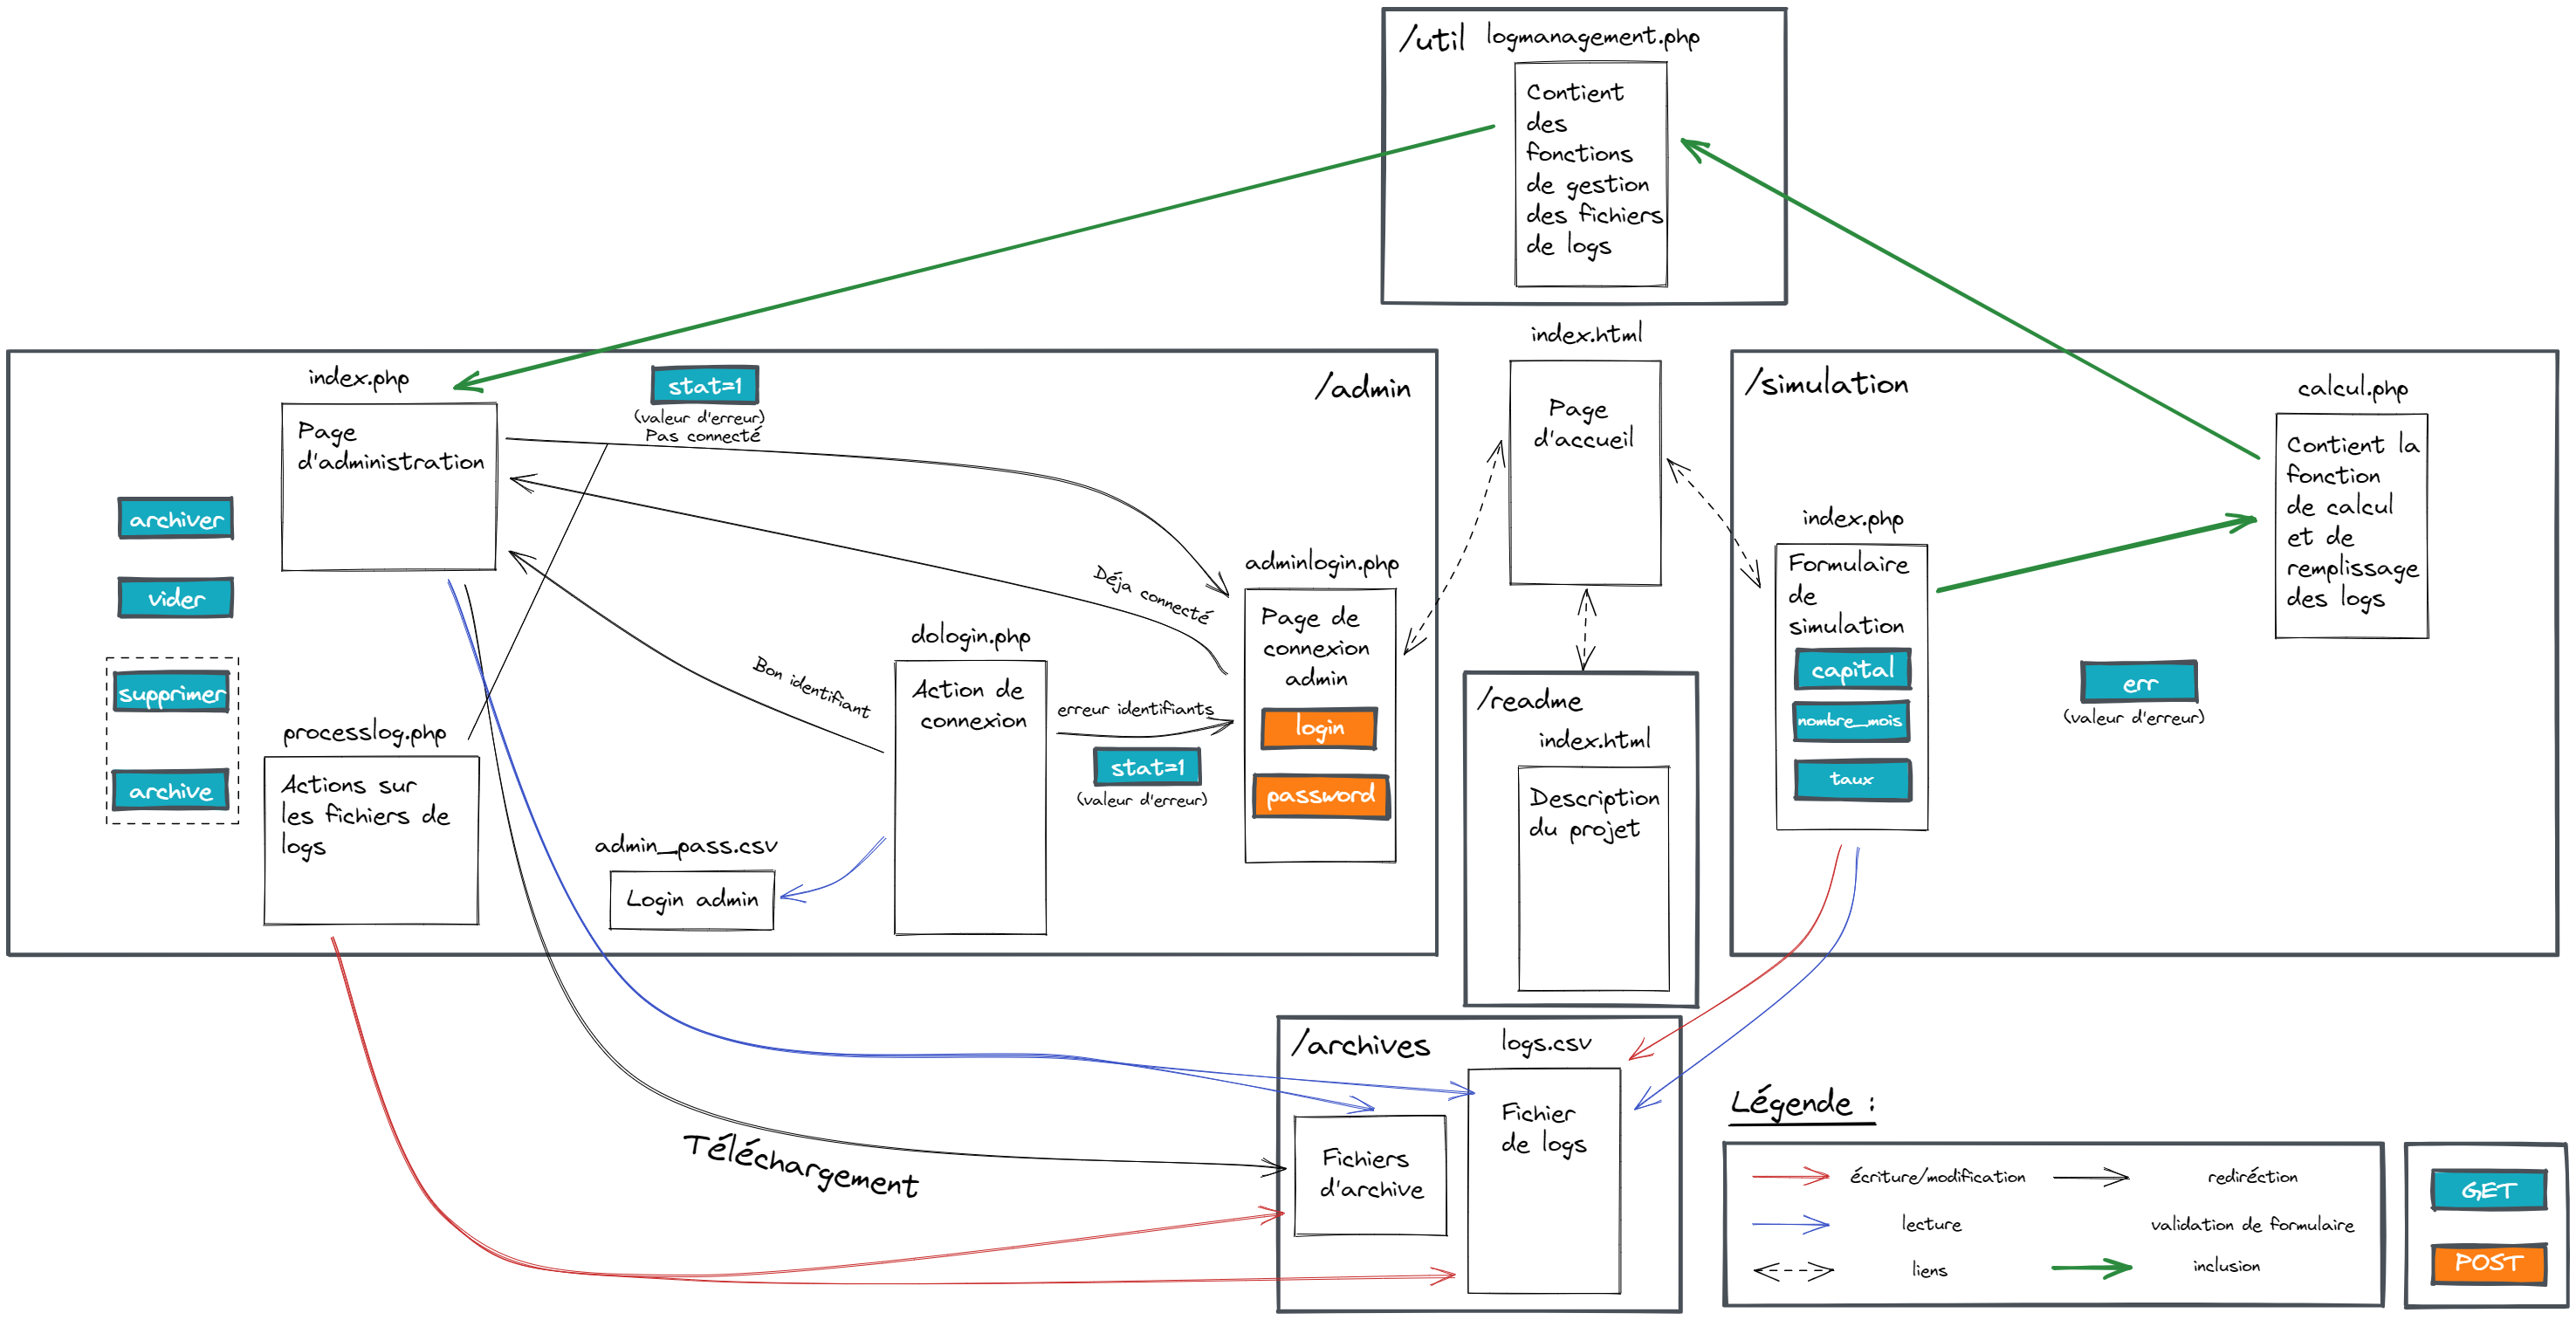 /util
logmanagement.php
Contient
des
fonctions
de gestion
des fichiers
de logs
/admin
index.php
Page
d'administration
stat=1
(valeur d'erreur)
Pas connecté
archiver
vider
supprimer
archive
processlog.php
Actions sur
les fichiers de
logs
admin_pass.csv
Login admin
dologin.php
Action de
connexion
Bon identifiant
Déja connecté
erreur identifiants
stat=1
(valeur d'erreur)
adminlogin.php
Page de
connexion
admin
login
password
index.html
Page
d'accueil
/readme
index.html
Description
du projet
/simulation
index.php
Formulaire
de
simulation
capital
nombre_mois
taux
err
(valeur d'erreur)
calcul.php
Contient la
fonction
de calcul
et de
remplissage
des logs
/archives
logs.csv
Fichier
de logs
Fichiers
d'archive
Téléchargement
Légende :
écriture/modification
rediréction
lecture
validation de formulaire
liens
inclusion
GET
POST